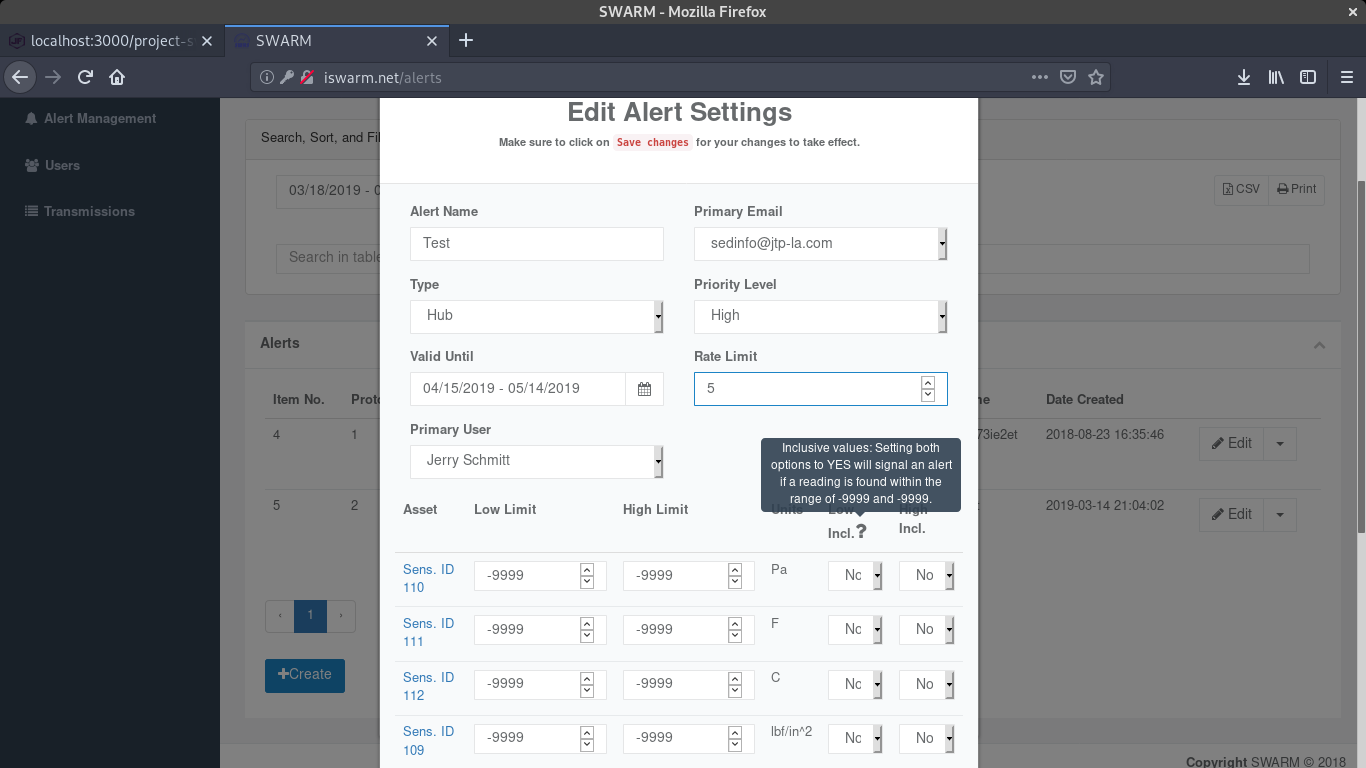 SWARM - Mozilla Firefox
localhost:3000/project-s
SWARM
iswarm.net/alerts
Alert Management
Users
Transmissions
Search, Sort, and Fil
03/18/2019 - 0
CSV
Print
Search in table
Alerts
Item No.
Proto
ne
Date Created
4
1
73ie2et
2018-08-23 16:35:46
Edit
5
2
2019-03-14 21:04:02
Edit
‹
1
›
Create
Edit Alert Settings
Make sure to click on Save changes for your changes to take effect.
Alert Name
Primary Email
Test
sedinfo@jtp-la.com
Type
Priority Level
Hub
High
Valid Until
Rate Limit
04/15/2019 - 05/14/2019
5
Primary User
Jerry Schmitt
Inclusive values: Setting both
options to YES will signal an alert
if a reading is found within the
range of -9999 and -9999.
Asset
Low Limit
High Limit
Units
Low
Incl.?
High
Incl.
Sens. ID
110
-9999
-9999
Pa
No
No
Sens. ID
111
-9999
-9999
F
No
No
Sens. ID
112
-9999
-9999
C
No
No
Sens. ID
109
-9999
-9999
lbf/in^2
No
No
Copyright SWARM © 2018